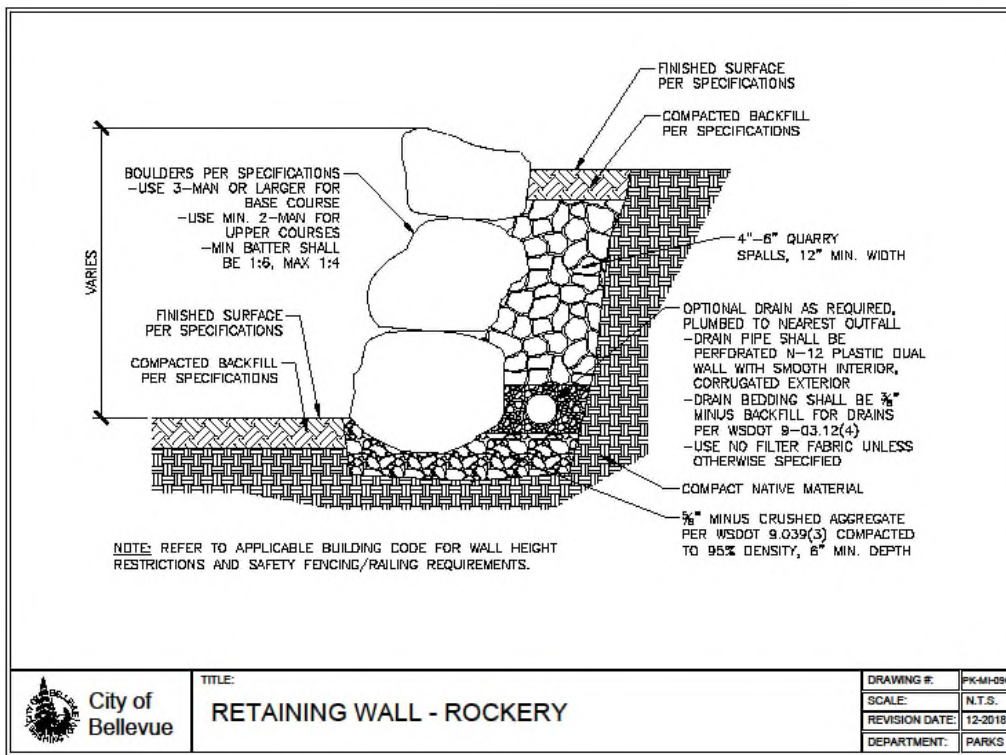 FINISHED SURFACE
PER SPECIFICATIONS
COMPACTED BACKFILL
PER SPECIFICATIONS
BOULDERS PER SPECIFICATIONS
-USE 3-MAN OR LARGER FOR
BASE COURSE
-USE MIN. 2-MAN FOR
UPPER COURSES
-MIN BATTER SHALL
BE 1:6, MAX 1:4
VARIES
4"-6" QUARRY
SPALLS, 12" MIN. WIDTH
FINISHED SURFACE
PER SPECIFICATIONS
COMPACTED BACKFILL
PER SPECIFICATIONS
OPTIONAL DRAIN AS REQUIRED,
PLUMBED TO NEAREST OUTFALL
-DRAIN PIPE SHALL BE
PERFORATED N-12 PLASTIC DUAL
WALL WITH SMOOTH INTERIOR,
CORRUGATED EXTERIOR
-DRAIN BEDDING SHALL BE
MINUS BACKFILL FOR DRAINS
PER WSDOT 9-03.12(4)
-USE NO FILTER FABRIC UNLESS
OTHERWISE SPECIFIED
COMPACT NATIVE MATERIAL
⅝" MINUS CRUSHED AGGREGATE
PER WSDOT 9.039(3) COMPACTED
TO 95% DENSITY, 6" MIN. DEPTH
NOTE: REFER TO APPLICABLE BUILDING CODE FOR WALL HEIGHT
RESTRICTIONS AND SAFETY FENCING/RAILING REQUIREMENTS.
City of
Bellevue
TITLE:
RETAINING WALL - ROCKERY
DRAWING #:
SCALE: N.T.S.
REVISION DATE: 12-2018
DEPARTMENT: PARKS